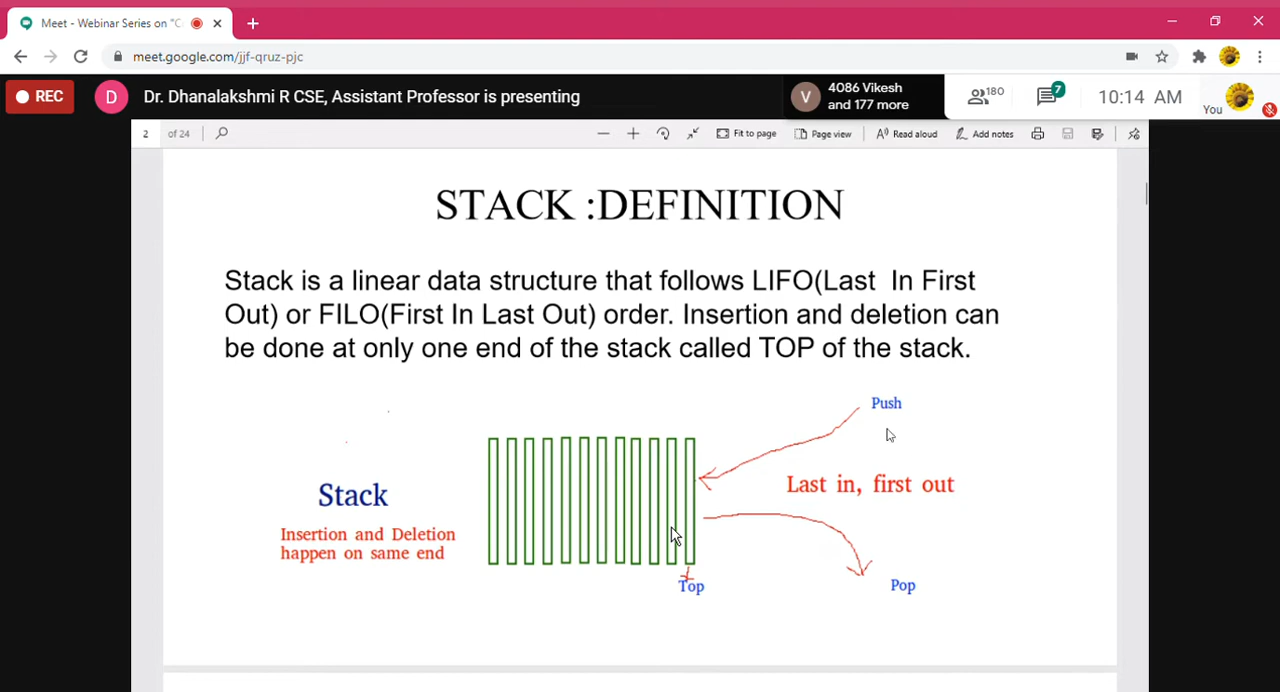 Meet - Webinar Series on "C
meet.google.com/jjf-qruz-pjc
REC
D
Dr. Dhanalakshmi R CSE, Assistant Professor is presenting
V
4086 Vikesh
and 177 more
180
7
10:14 AM
You
2 of 24
Fit to page
Page view
Read aloud
Add notes
STACK :DEFINITION
Stack is a linear data structure that follows LIFO(Last In First
Out) or FILO(First In Last Out) order. Insertion and deletion can
be done at only one end of the stack called TOP of the stack.
Push
Last in, first out
Stack
Insertion and Deletion
happen on same end
Top
Pop